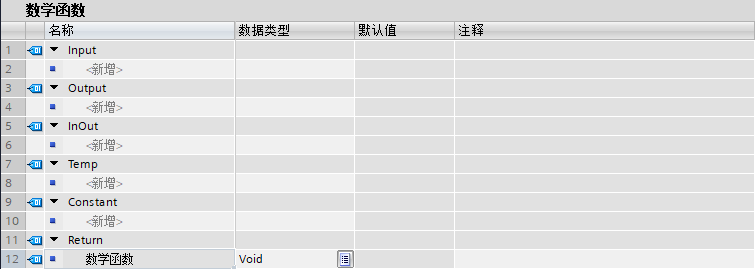 数学函数
名称 数据类型 默认值 注释
1 Input
2 <新增>
3 Output
4 <新增>
5 InOut
6 <新增>
7 Temp
8 <新增>
9 Constant
10 <新增>
11 Return
12 数学函数 Void